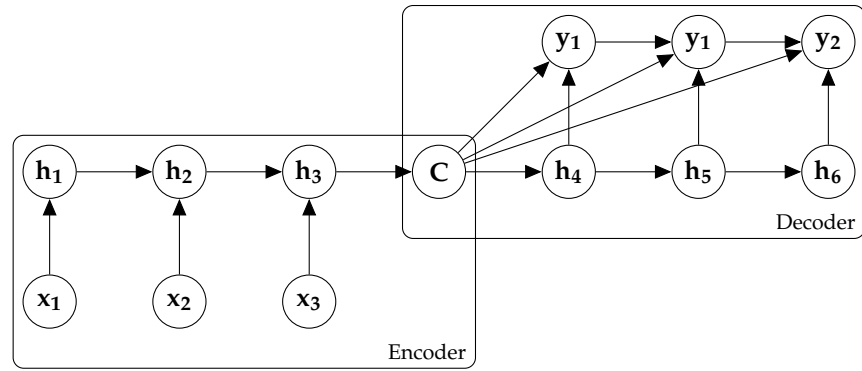 y1 y1 y2
h1 h2 h3 C h4 h5 h6
Decoder
x1 x2 x3
Encoder